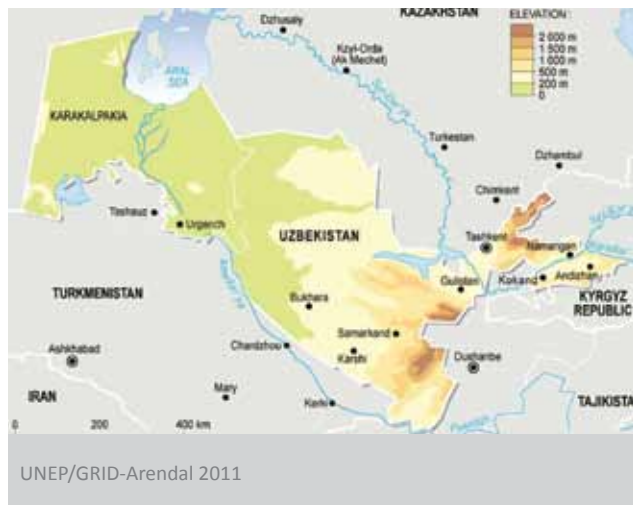 KAZAKHSTAN
ELEVATION :
2 000 m
1 500 m
1 000 m
500 m
200 m
0
Dzhusaly
Kzyl-Orda
(Ak Mechet)
ARAL
SEA
KARAKALPAKIA
Turkestan
Dzhambul
Chimkent
Tashauz
Urgench
UZBEKISTAN
Tashkent
Namangan
Andizhan
Kokand
Gulistan
KYRGYZ
REPUBLIC
TURKMENISTAN
Bukhara
Samarkand
Chardzhou
Karshi
Dushanbe
Ashkhabad
Mary
Kerki
IRAN
TAJIKISTA
0 200 400 km
UNEP/GRID-Arendal 2011